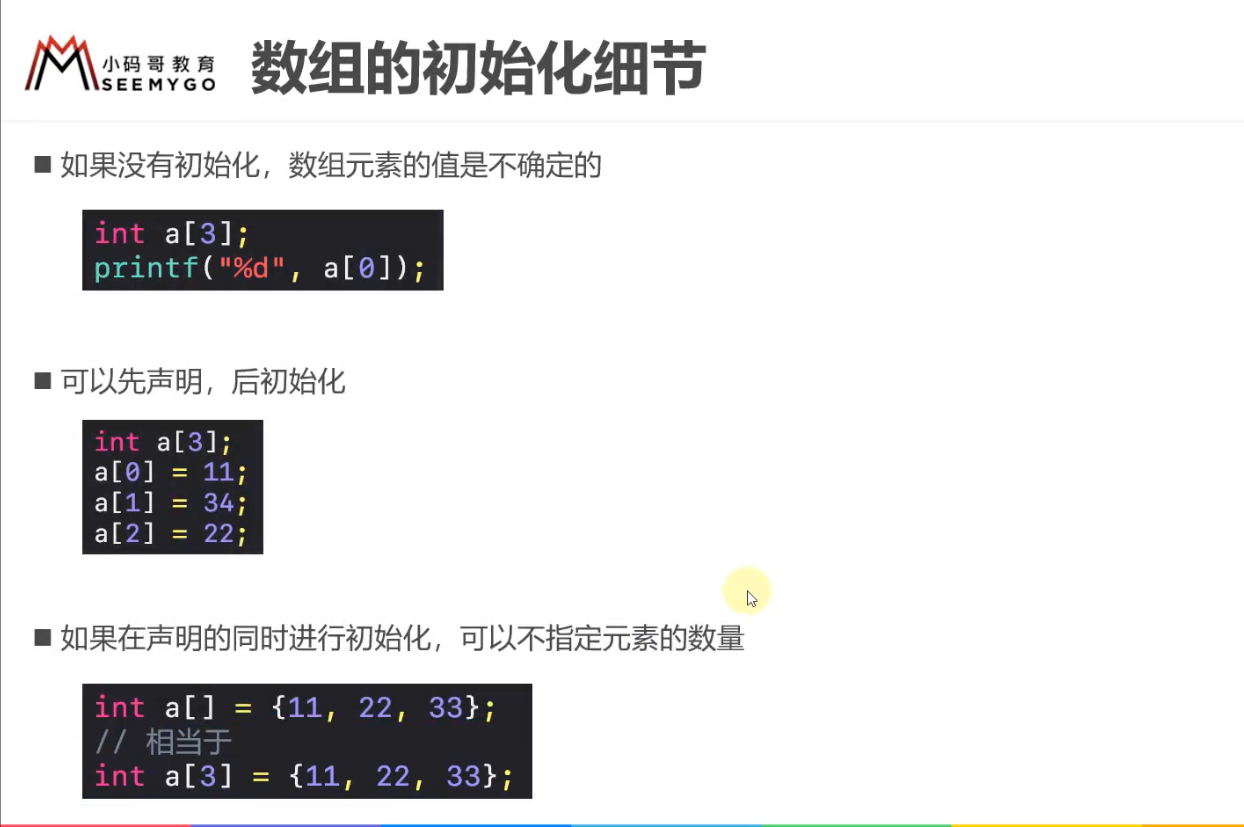 小码哥教育
SEEMYGO
数组的初始化细节
■ 如果没有初始化，数组元素的值是不确定的
int a[3];
printf("%d", a[0]);
■ 可以先声明，后初始化
int a[3];
a[0] = 11;
a[1] = 34;
a[2] = 22;
■ 如果在声明的同时进行初始化，可以不指定元素的数量
int a[] = {11, 22, 33};
// 相当于
int a[3] = {11, 22, 33};